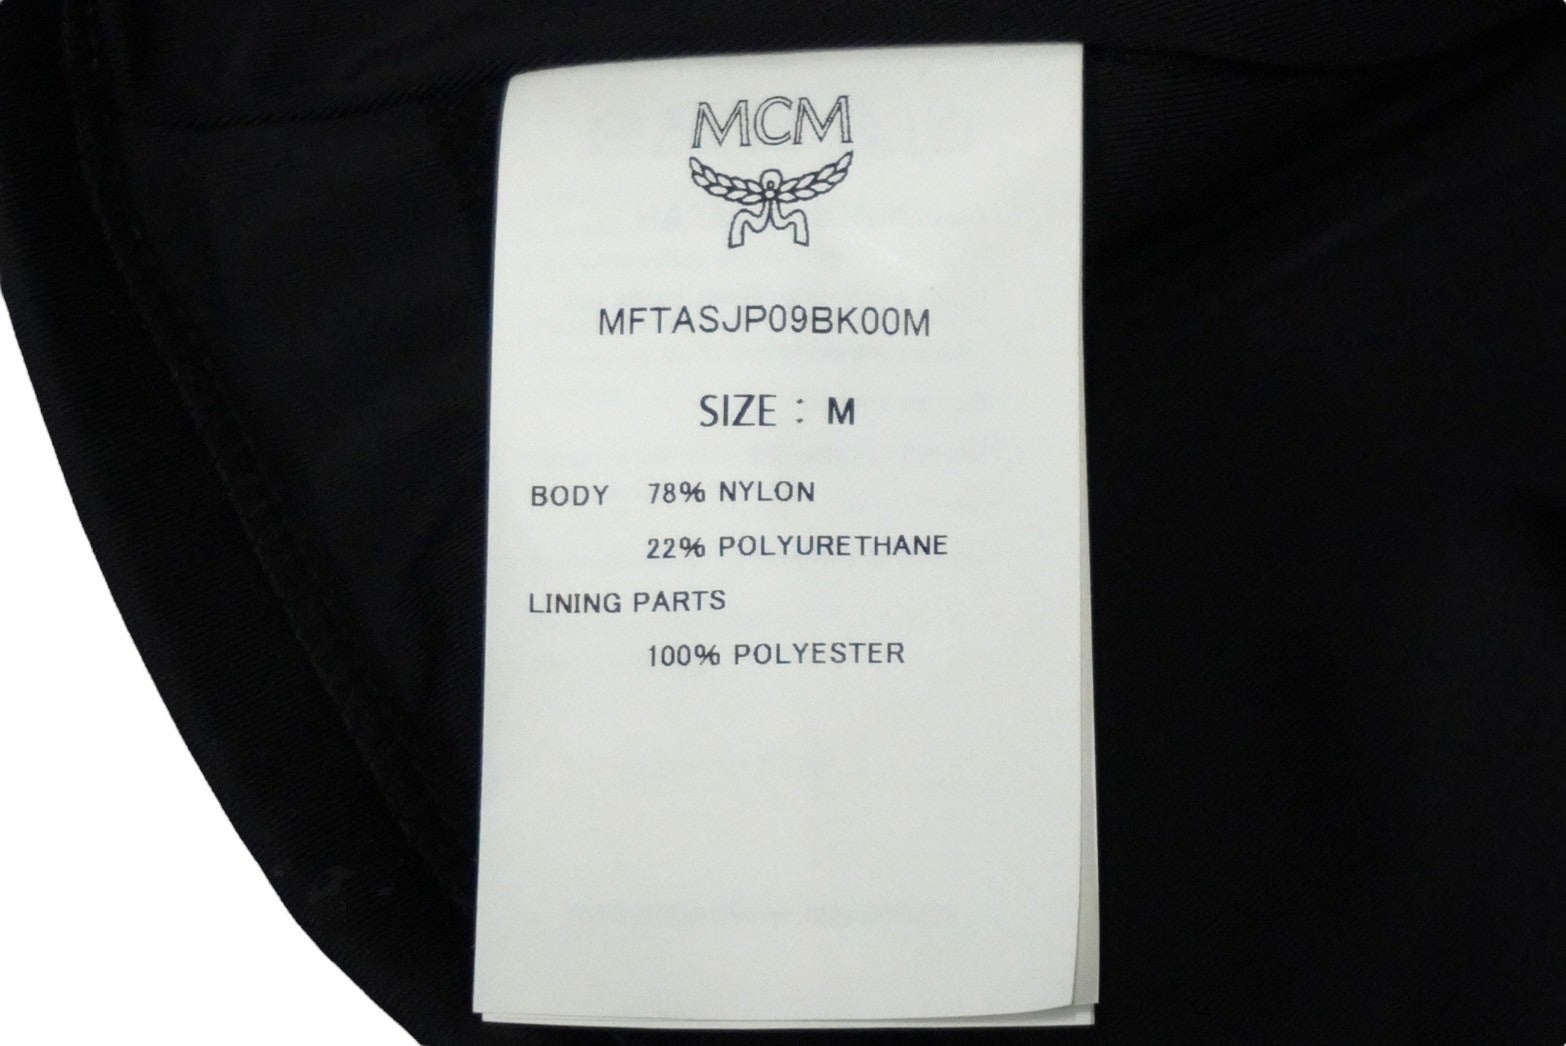 MCM
MFTASJP09BK00M
SIZE : M
BODY 78% NYLON
22% POLYURETHANE
LINING PARTS
100% POLYESTER